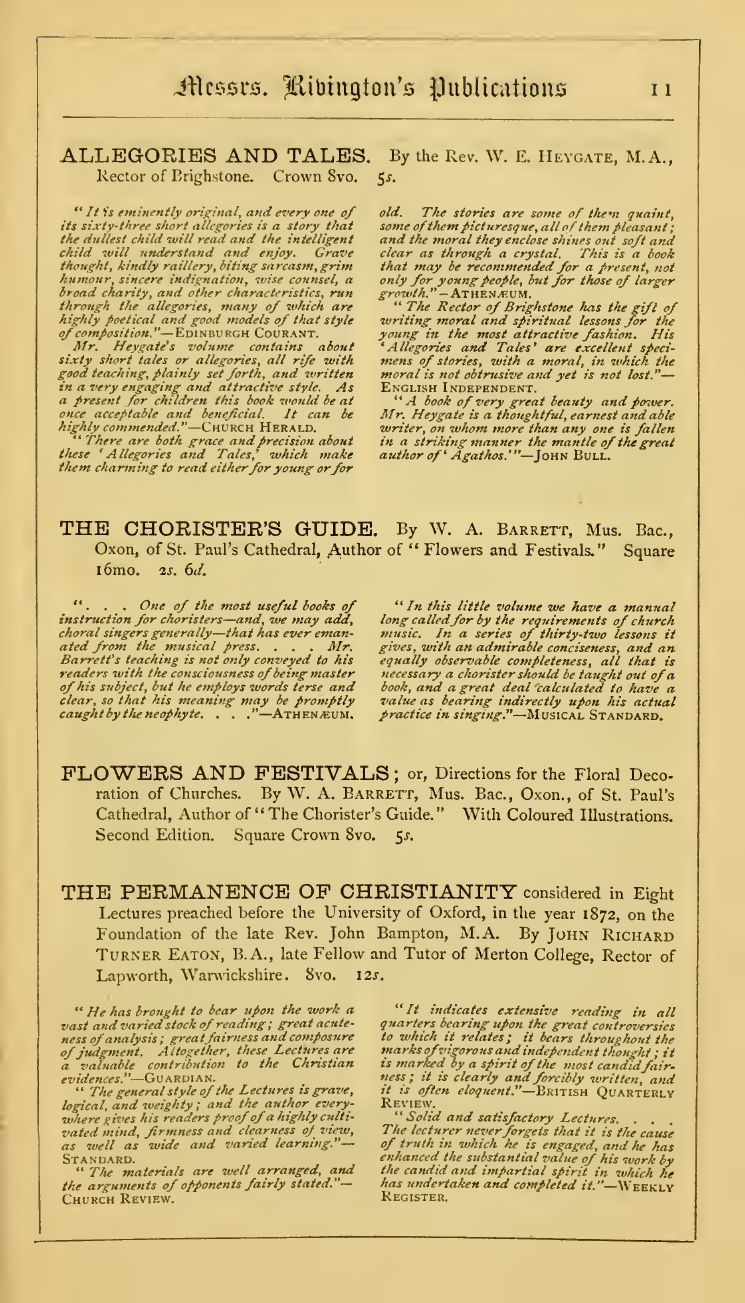 Messrs. Rivington's Publications 11
ALLEGORIES AND TALES. By the Rev. W. E. HEYGATE, M.A.,
Rector of Brighstone. Crown 8vo. 5s.
"It is eminently original, and every one of
its sixty-three short allegories is a story that
the dullest child will read and the intelligent
child will understand and enjoy. Grave
thought, kindly raillery, biting sarcasm, grim
humour, sincere indignation, wise counsel, a
broad charity, and other characteristics, run
through the allegories, many of which are
highly poetical and good models of that style
of composition."—EDINBURGH COURANT.
Mr. Heygate's volume contains about
sixty short tales or allegories, all rife with
good teaching, plainly set forth, and written
in a very engaging and attractive style. As
a present for children this book would be at
once acceptable and beneficial. It can be
highly commended."—CHURCH HERALD.
"There are both grace and precision about
these 'Allegories and Tales,' which make
them charming to read either for young or for
old. The stories are some of them quaint,
some of them picturesque, all of them pleasant;
and the moral they enclose shines out soft and
clear as through a crystal. This is a book
that may be recommended for a present, not
only for young people, but for those of larger
growth."—ATHENÆUM.
"The Rector of Brighstone has the gift of
writing moral and spiritual lessons for the
young in the most attractive fashion. His
'Allegories and Tales' are excellent speci-
mens of stories, with a moral, in which the
moral is not obtrusive and yet is not lost."—
ENGLISH INDEPENDENT.
"A book of very great beauty and power.
Mr. Heygate is a thoughtful, earnest and able
writer, on whom more than any one is fallen
in a striking manner the mantle of the great
author of 'Agathos.'"—JOHN BULL.
THE CHORISTER'S GUIDE. By W. A. BARRETT, Mus. Bac.,
Oxon, of St. Paul's Cathedral, Author of "Flowers and Festivals." Square
16mo. 2s. 6d.
". . . One of the most useful books of
instruction for choristers—and, we may add,
choral singers generally—that has ever eman-
ated from the musical press. . . . Mr.
Barrett's teaching is not only conveyed to his
readers with the consciousness of being master
of his subject, but he employs words terse and
clear, so that his meaning may be promptly
caught by the neophyte. . . ."—ATHENÆUM.
"In this little volume we have a manual
long called for by the requirements of church
music. In a series of thirty-two lessons it
gives, with an admirable conciseness, and an
equally observable completeness, all that is
necessary a chorister should be taught out of a
book, and a great deal calculated to have a
value as bearing indirectly upon his actual
practice in singing."—MUSICAL STANDARD.
FLOWERS AND FESTIVALS; or, Directions for the Floral Deco-
ration of Churches. By W. A. BARRETT, Mus. Bac., Oxon., of St. Paul's
Cathedral, Author of "The Chorister's Guide." With Coloured Illustrations.
Second Edition. Square Crown 8vo. 5s.
THE PERMANENCE OF CHRISTIANITY considered in Eight
Lectures preached before the University of Oxford, in the year 1872, on the
Foundation of the late Rev. John Bampton, M.A. By JOHN RICHARD
TURNER EATON, B.A., late Fellow and Tutor of Merton College, Rector of
Lapworth, Warwickshire. 8vo. 12s.
"He has brought to bear upon the work a
vast and varied stock of reading; great acute-
ness of analysis; great fairness and composure
of judgment. Altogether, these Lectures are
a valuable contribution to the Christian
evidences."—GUARDIAN.
"The general style of the Lectures is grave,
logical, and weighty; and the author every-
where gives his readers proof of a highly culti-
vated mind, firmness and clearness of view,
as well as wide and varied learning."—
STANDARD.
"The materials are well arranged, and
the arguments of opponents fairly stated."—
CHURCH REVIEW.
"It indicates extensive reading in all
quarters bearing upon the great controversies
to which it relates; it bears throughout the
marks of vigorous and independent thought; it
is marked by a spirit of the most candid fair-
ness; it is clearly and forcibly written, and
it is often eloquent."—BRITISH QUARTERLY
REVIEW.
"Solid and satisfactory Lectures. . . .
The lecturer never forgets that it is the cause
of truth in which he is engaged, and he has
enhanced the substantial value of his work by
the candid and impartial spirit in which he
has undertaken and completed it."—WEEKLY
REGISTER.